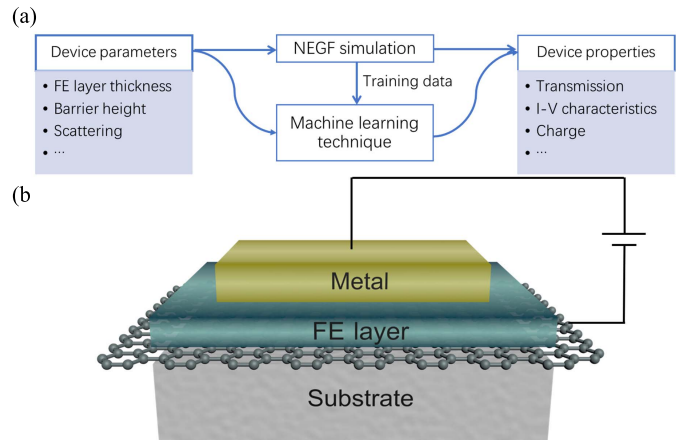 (a)
Device parameters
• FE layer thickness
• Barrier height
• Scattering
• ...
NEGF simulation
Training data
Machine learning
technique
Device properties
• Transmission
• I-V characteristics
• Charge
• ...
(b)
Metal
FE layer
Substrate